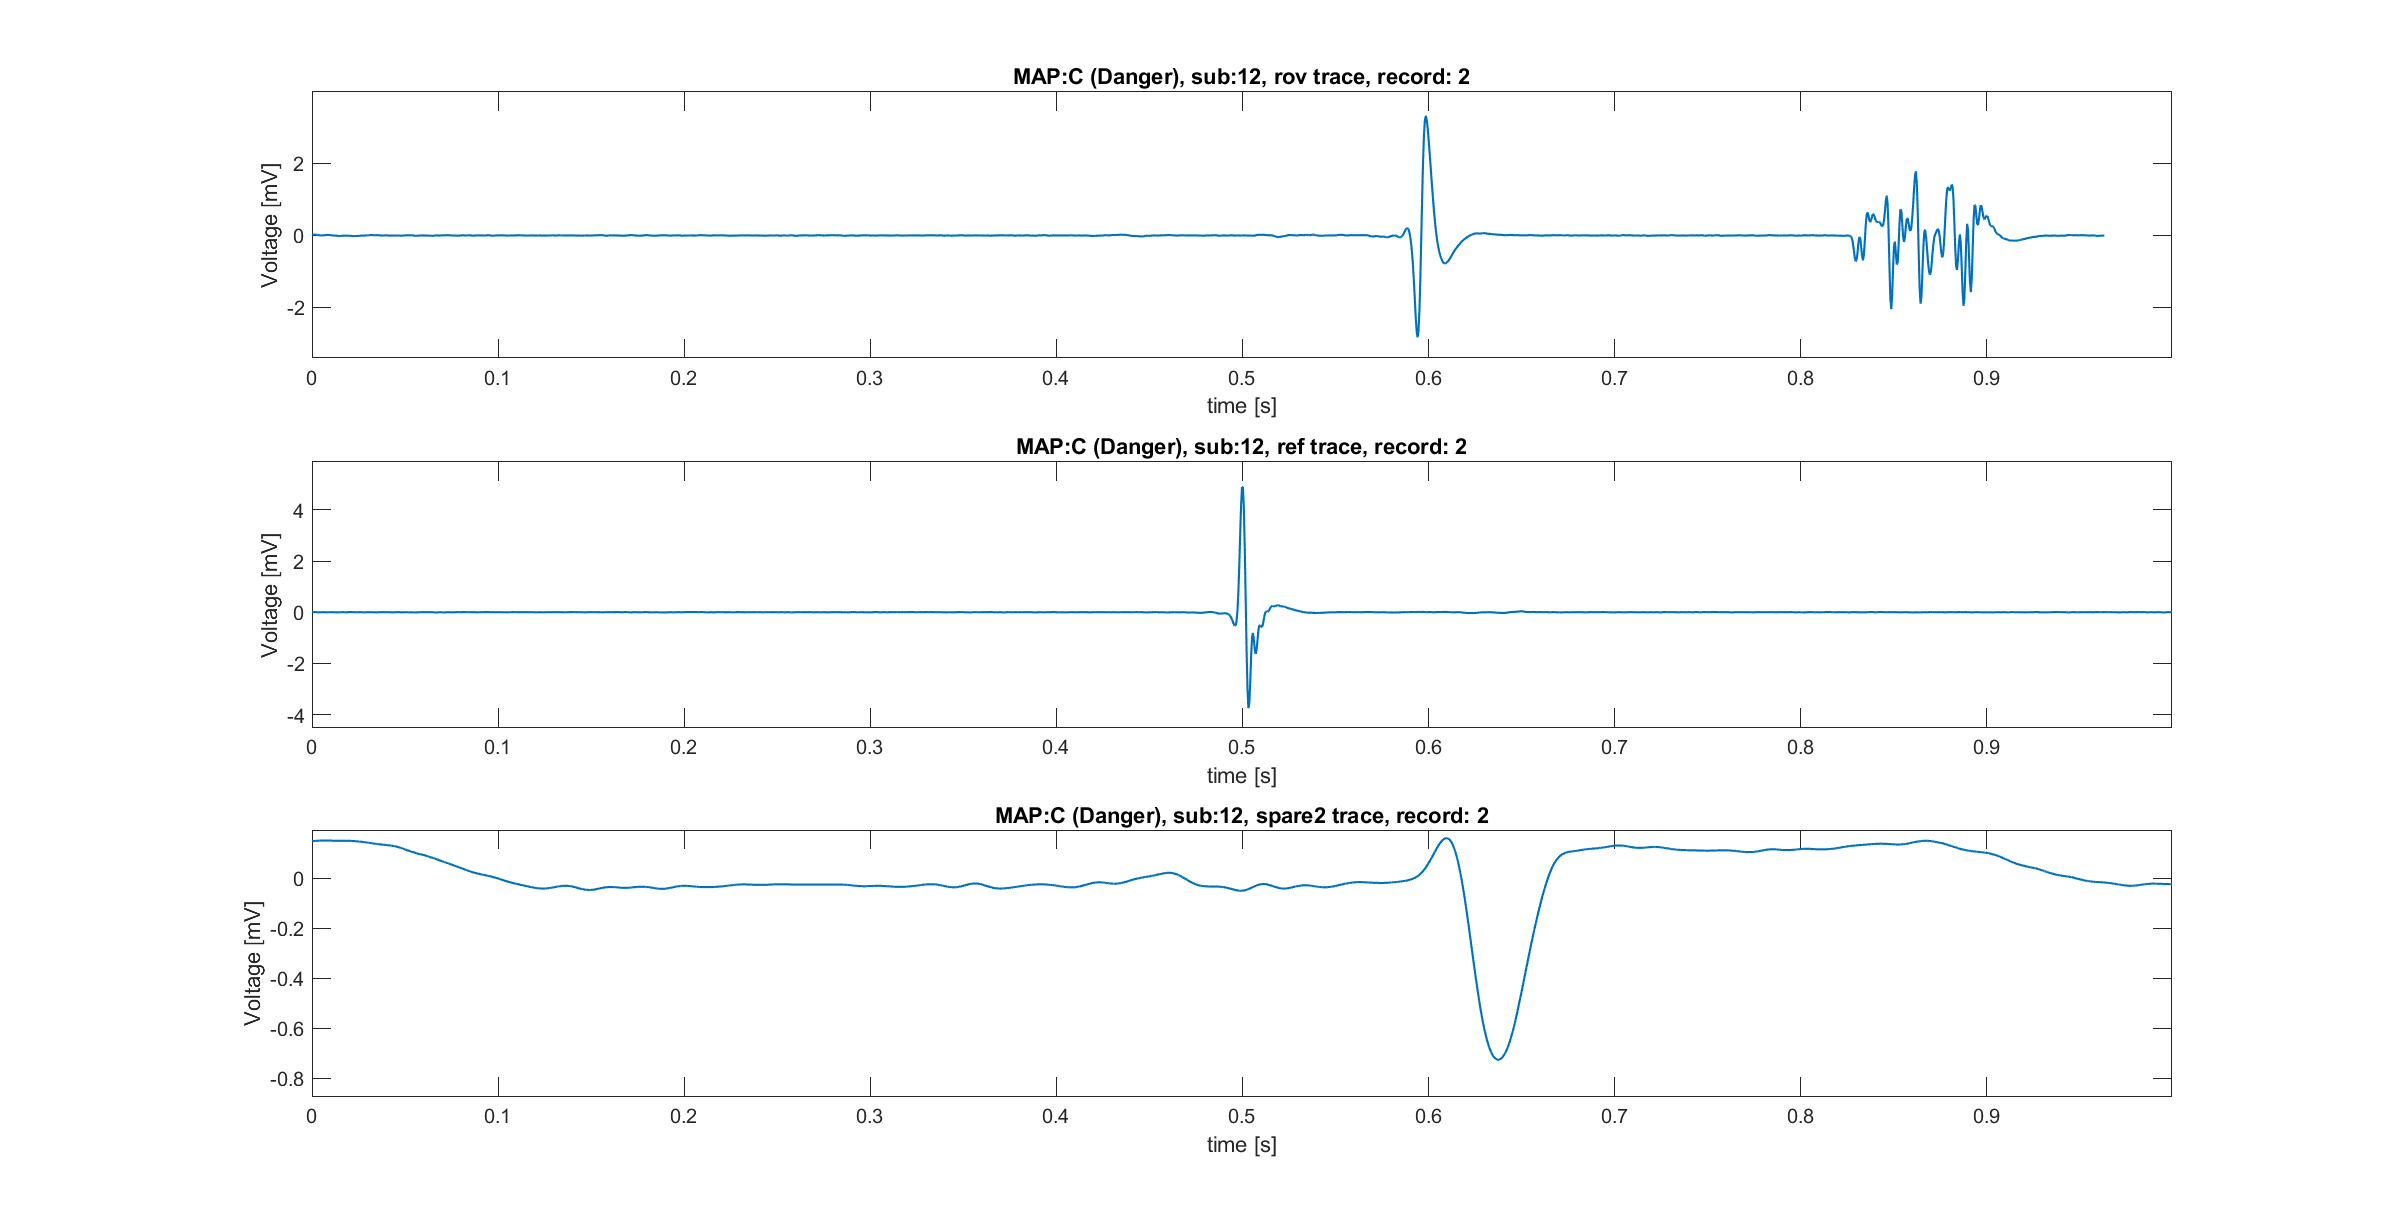 MAP:C (Danger), sub:12, rov trace, record: 2
Voltage [mV]
2
0
-2
0 0.1 0.2 0.3 0.4 0.5 0.6 0.7 0.8 0.9
time [s]
MAP:C (Danger), sub:12, ref trace, record: 2
Voltage [mV]
4
2
0
-2
-4
0 0.1 0.2 0.3 0.4 0.5 0.6 0.7 0.8 0.9
time [s]
MAP:C (Danger), sub:12, spare2 trace, record: 2
Voltage [mV]
0
-0.2
-0.4
-0.6
-0.8
0 0.1 0.2 0.3 0.4 0.5 0.6 0.7 0.8 0.9
time [s]